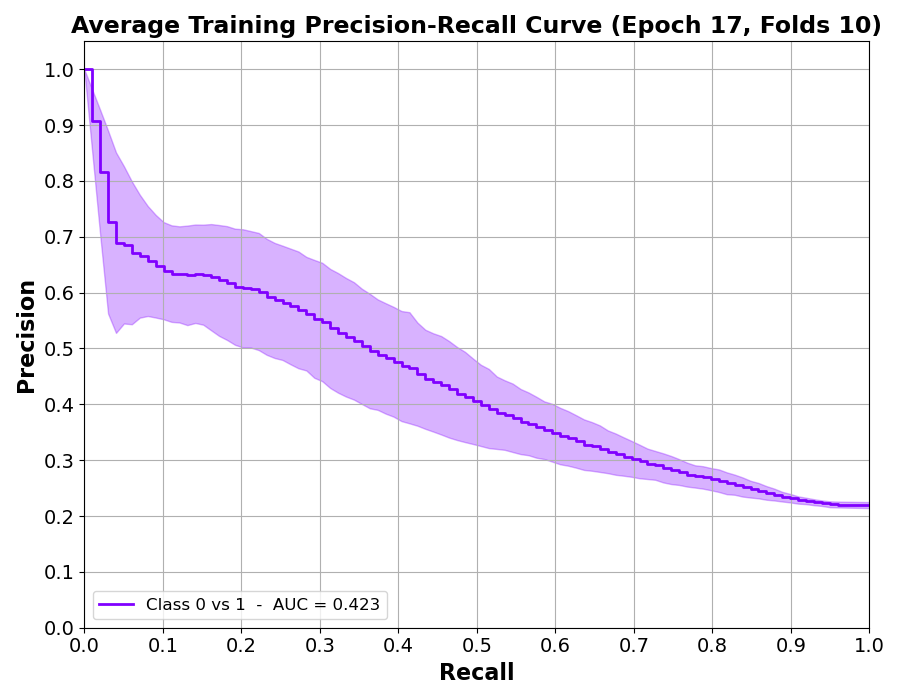 Average Training Precision-Recall Curve (Epoch 17, Folds 10)
1.0
0.9
0.8
0.7
0.6
0.5
0.4
0.3
0.2
0.1
0.0
Precision
Class 0 vs 1 - AUC = 0.423
0.0 0.1 0.2 0.3 0.4 0.5 0.6 0.7 0.8 0.9 1.0
Recall